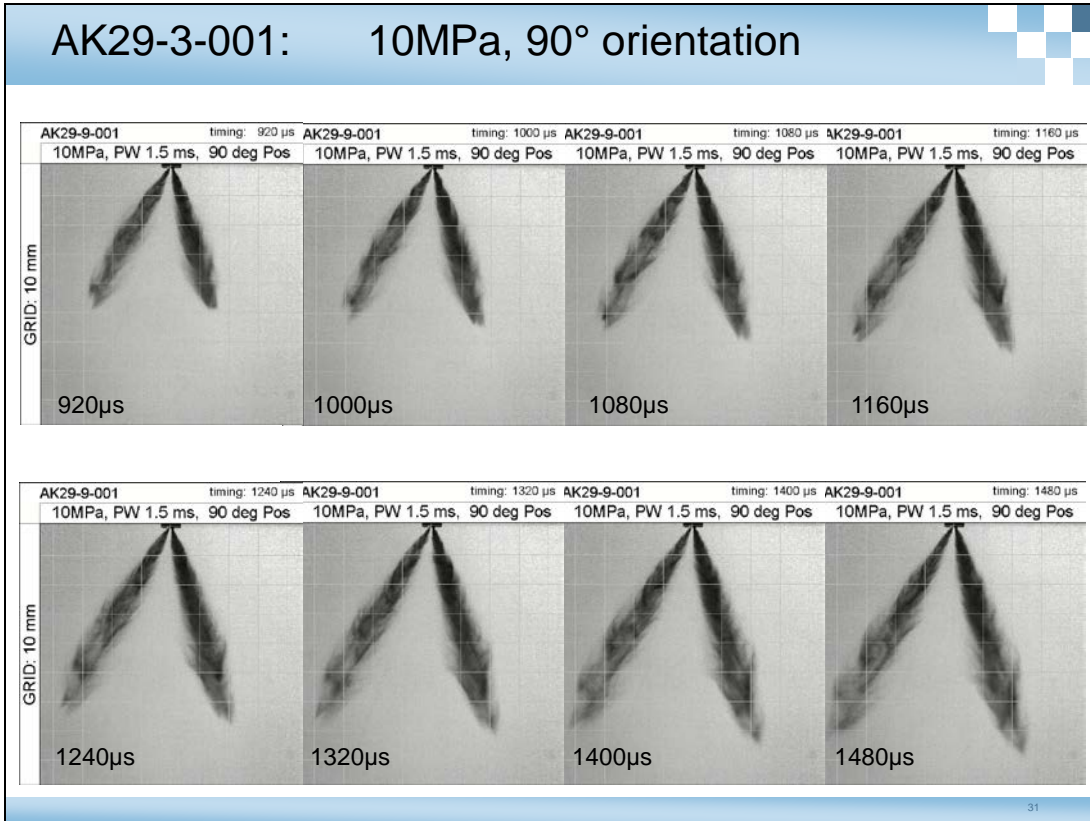 AK29-3-001: 10MPa, 90° orientation
AK29-9-001 timing: 920 µs AK29-9-001 timing: 1000 µs AK29-9-001 timing: 1080 µs AK29-9-001 timing: 1160 µs
10MPa, PW 1.5 ms, 90 deg Pos 10MPa, PW 1.5 ms, 90 deg Pos 10MPa, PW 1.5 ms, 90 deg Pos 10MPa, PW 1.5 ms, 90 deg Pos
GRID: 10 mm
920µs 1000µs 1080µs 1160µs
AK29-9-001 timing: 1240 µs AK29-9-001 timing: 1320 µs AK29-9-001 timing: 1400 µs AK29-9-001 timing: 1480 µs
10MPa, PW 1.5 ms, 90 deg Pos 10MPa, PW 1.5 ms, 90 deg Pos 10MPa, PW 1.5 ms, 90 deg Pos 10MPa, PW 1.5 ms, 90 deg Pos
GRID: 10 mm
1240µs 1320µs 1400µs 1480µs
31